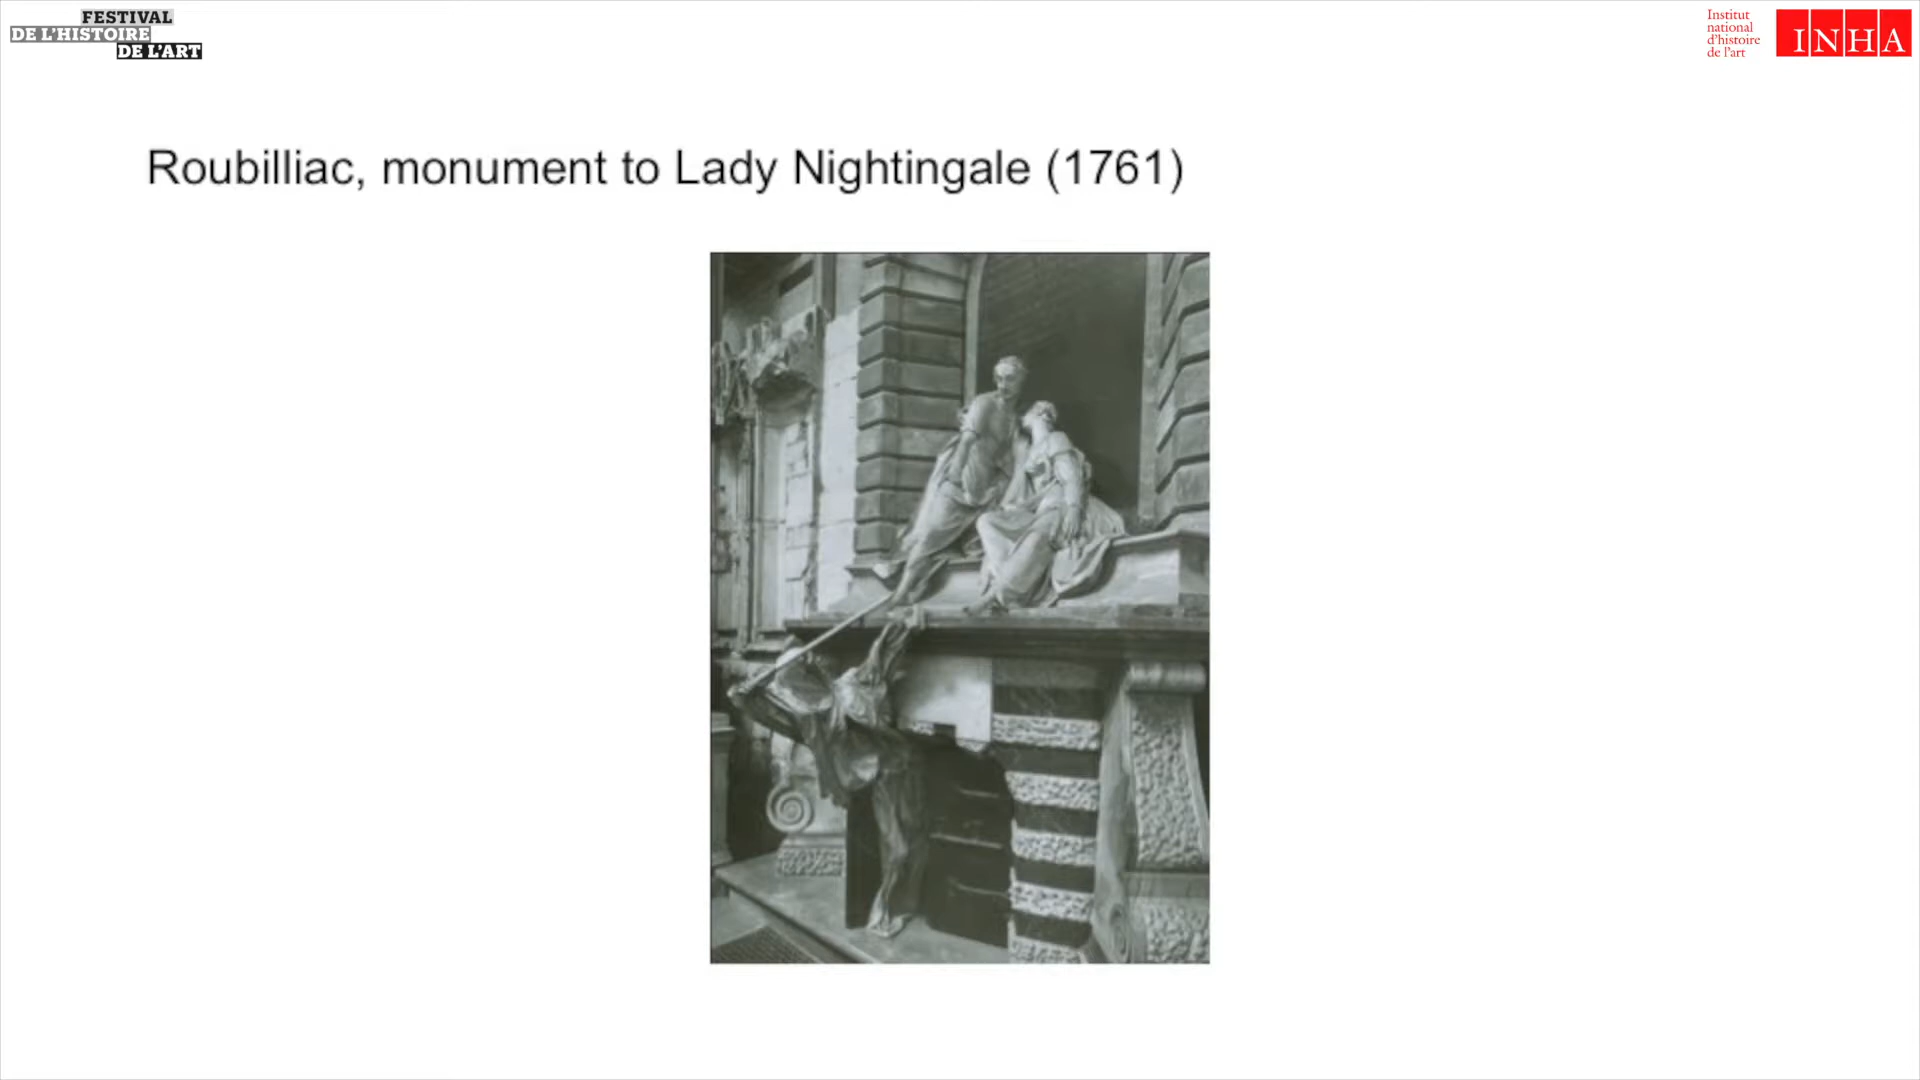 FESTIVAL
DE L'HISTOIRE
DE L'ART
Institut
national
d'histoire
de l'art
INHA
Roubilliac, monument to Lady Nightingale (1761)